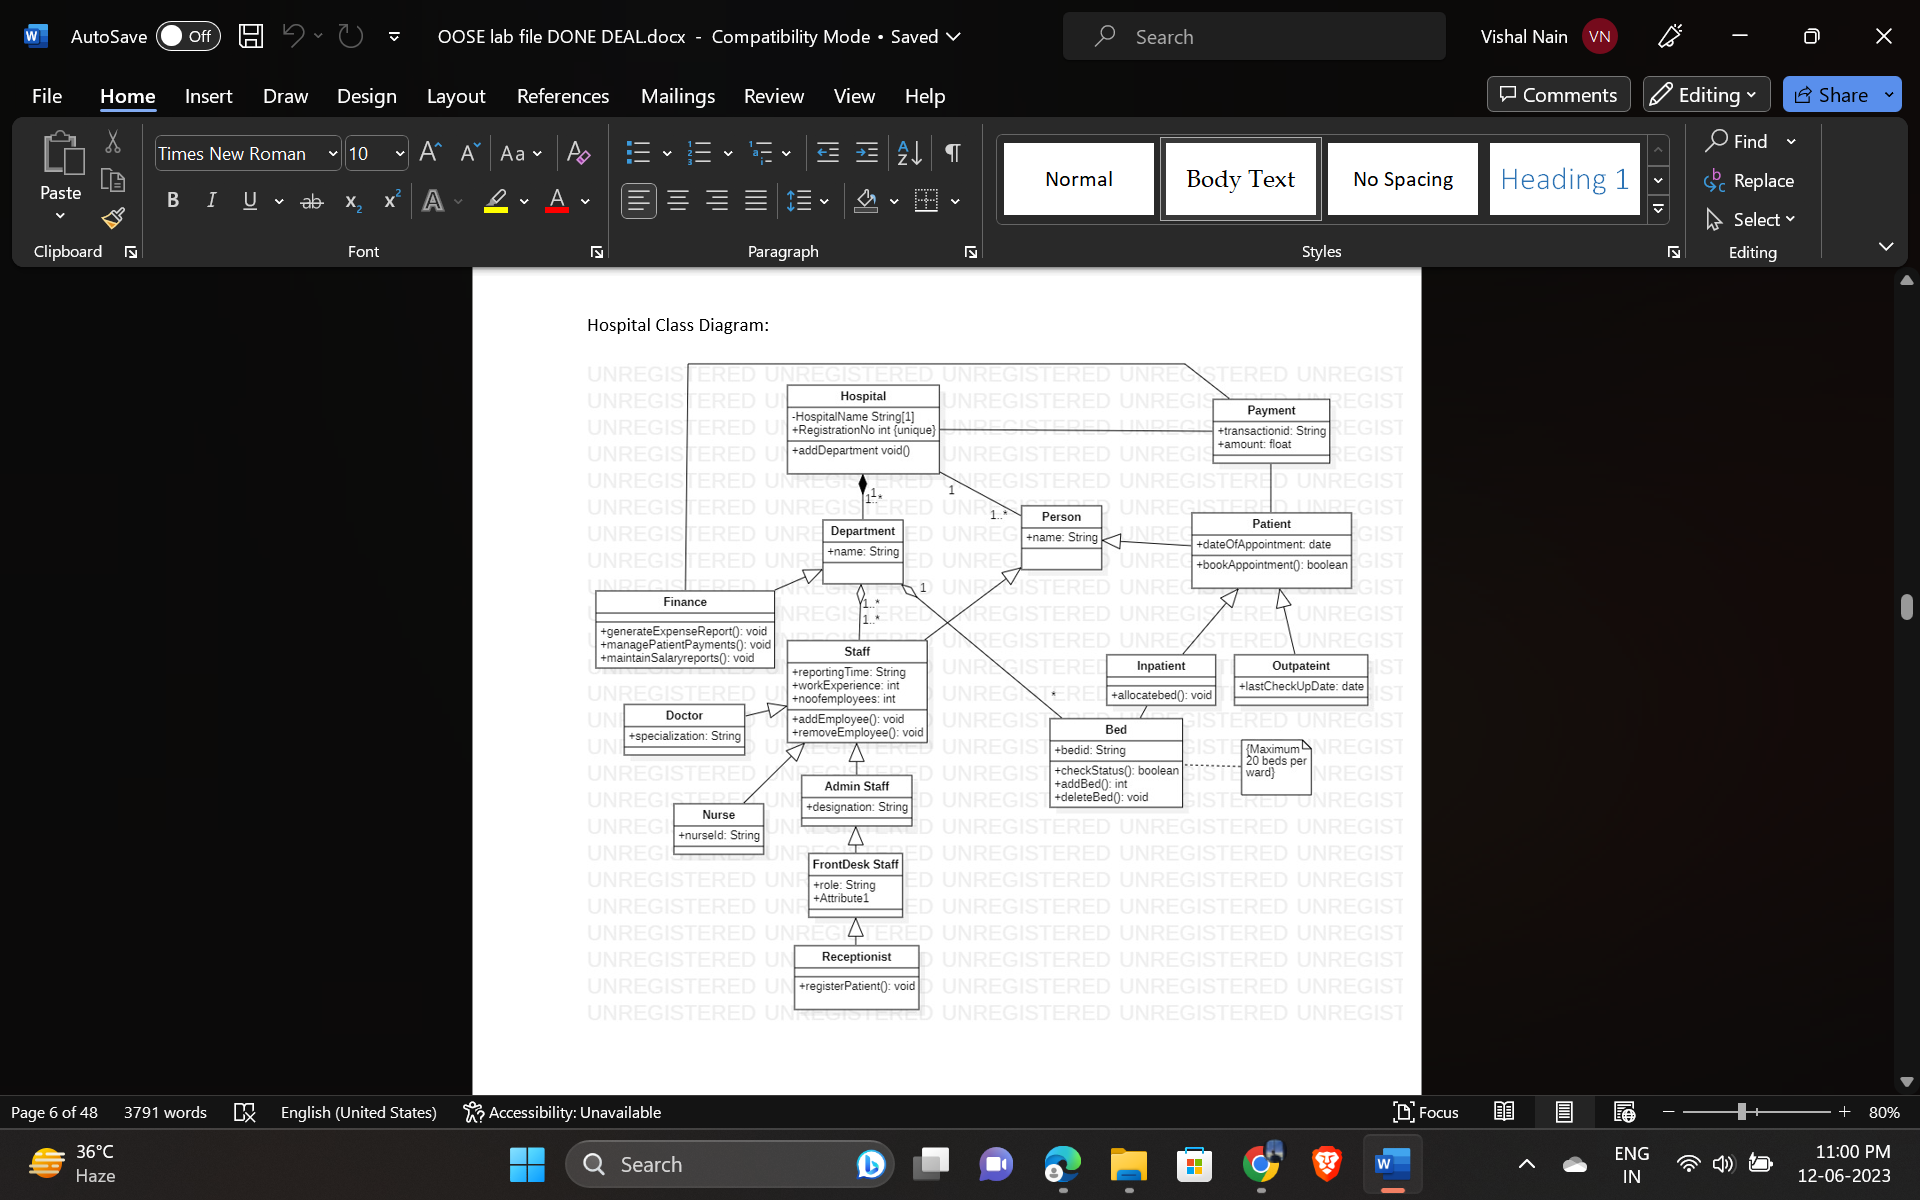 AutoSave Off OOSE lab file DONE DEAL.docx - Compatibility Mode • Saved Search Vishal Nain VN
File Home Insert Draw Design Layout References Mailings Review View Help Comments Editing Share
Paste
Clipboard
Times New Roman 10
Font
Paragraph
Normal Body Text No Spacing Heading 1
Styles
Find
Replace
Select
Editing
Hospital Class Diagram:
UNREGISTERED UNREGISTERED UNREGISTERED UNREGISTERED UNREGIST
Hospital
-HospitalName String[1]
+RegistrationNo int {unique}
+addDepartment void()
Payment
+transactionid: String
+amount: float
1
1..*
1
1..*
Department
+name: String
Person
+name: String
Patient
+dateOfAppointment: date
+bookAppointment(): boolean
Finance
+generateExpenseReport(): void
+managePatientPayments(): void
+maintainSalaryreports(): void
1..*
1..*
1
*
Staff
+reportingTime: String
+workExperience: int
+noofemployees: int
+addEmployee(): void
+removeEmployee(): void
Inpatient
+allocatebed(): void
Outpateint
+lastCheckUpDate: date
Doctor
+specialization: String
Bed
+bedid: String
+checkStatus(): boolean
+addBed(): int
+deleteBed(): void
{Maximum
20 beds per
ward}
Nurse
+nurseId: String
Admin Staff
+designation: String
FrontDesk Staff
+role: String
+Attribute1
Receptionist
+registerPatient(): void
Page 6 of 48 3791 words English (United States) Accessibility: Unavailable Focus 80%
36°C
Haze
Search
ENG
IN
11:00 PM
12-06-2023